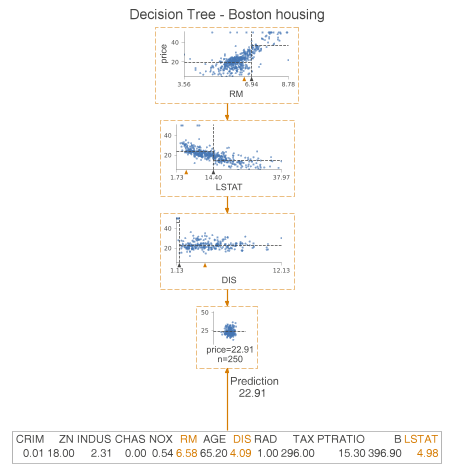 Decision Tree - Boston housing
price
40
20
3.56 6.94 8.78
RM
40
20
1.73 14.40 37.97
LSTAT
40
20
1.13 12.13
DIS
50
25
price=22.91
n=250
Prediction
22.91
CRIM ZN INDUS CHAS NOX RM AGE DIS RAD TAX PTRATIO B LSTAT
0.01 18.00 2.31 0.00 0.54 6.58 65.20 4.09 1.00 296.00 15.30 396.90 4.98